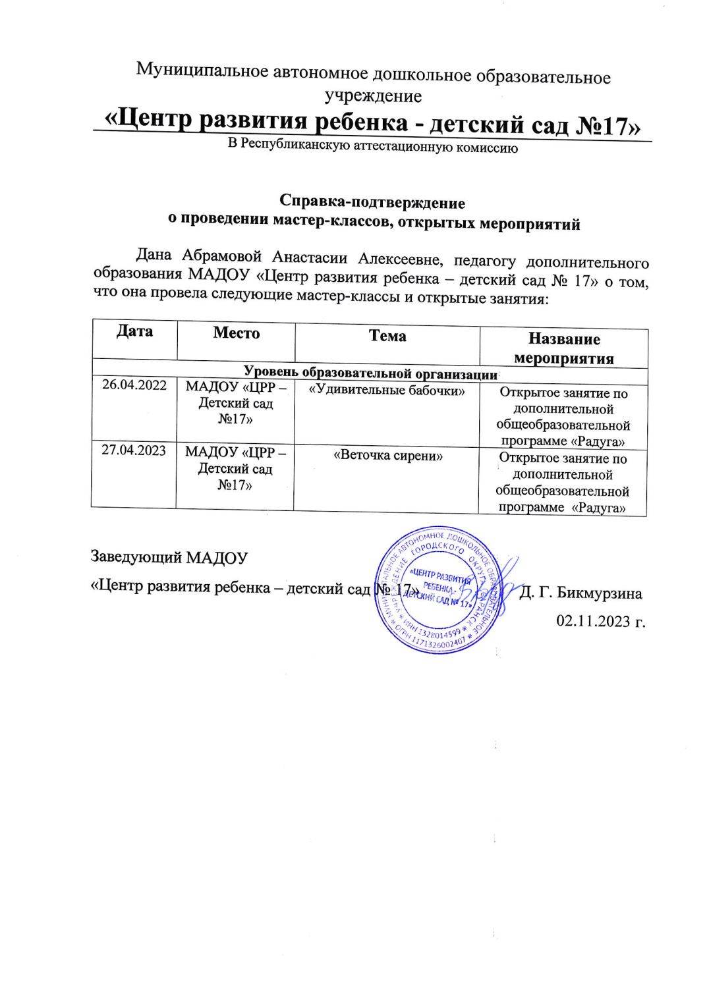 Муниципальное автономное дошкольное образовательное
учреждение
«Центр развития ребенка - детский сад №17»
В Республиканскую аттестационную комиссию
Справка-подтверждение
о проведении мастер-классов, открытых мероприятий
Дана Абрамовой Анастасии Алексеевне, педагогу дополнительного
образования МАДОУ «Центр развития ребенка – детский сад № 17» о том,
что она провела следующие мастер-классы и открытые занятия:
Дата Место Тема Название
мероприятия
Уровень образовательной организации
26.04.2022 МАДОУ «ЦРР – «Удивительные бабочки» Открытое занятие по
Детский сад дополнительной
№17» общеобразовательной
программе «Радуга»
27.04.2023 МАДОУ «ЦРР – «Веточка сирени» Открытое занятие по
Детский сад дополнительной
№17» общеобразовательной
программе «Радуга»
Заведующий МАДОУ
«Центр развития ребенка – детский сад № 17» Д. Г. Бикмурзина
02.11.2023 г.
МУНИЦИПАЛЬНОЕ АВТОНОМНОЕ ДОШКОЛЬНОЕ ОБРАЗОВАТЕЛЬНОЕ
УЧРЕЖДЕНИЕ ГОРОДСКОГО ОКРУГА САРАНСК
«ЦЕНТР РАЗВИТИЯ
РЕБЕНКА-
ДЕТСКИЙ САД № 17»
* ИНН 1328014599 *
* ОГРН 1171326002407 *